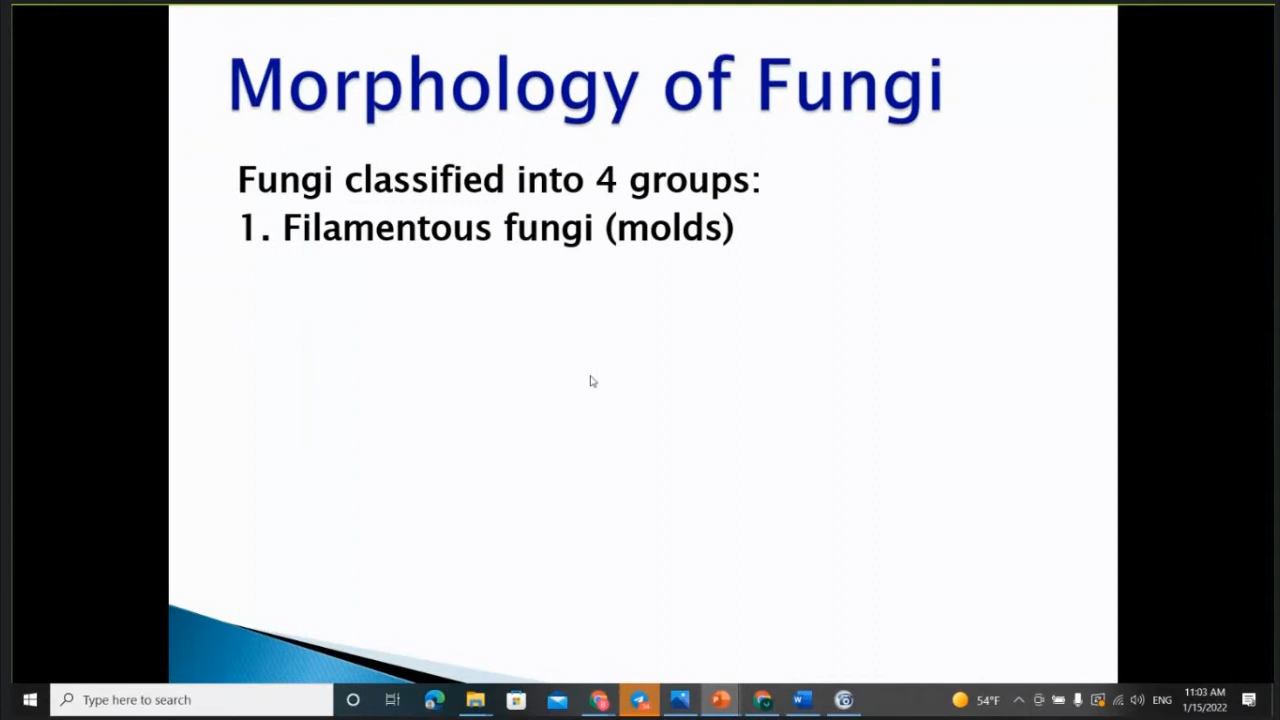 Morphology of Fungi
Fungi classified into 4 groups:
1. Filamentous fungi (molds)
Type here to search
54°F
ENG
11:03 AM
1/15/2022